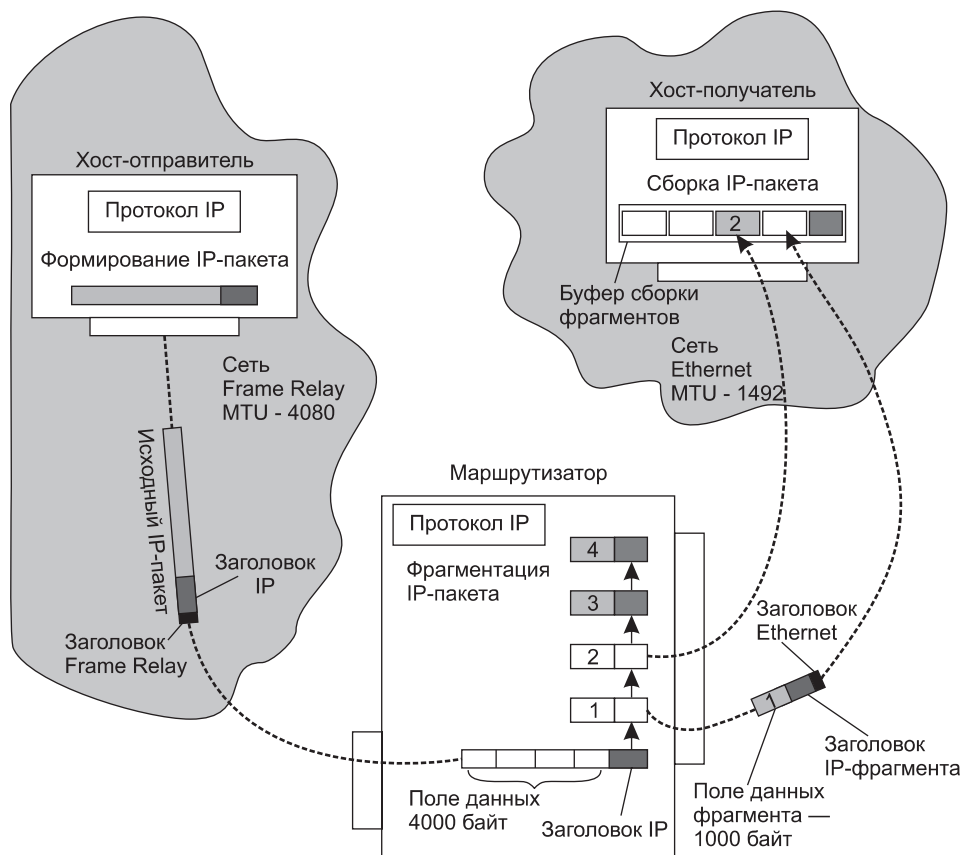 Хост-отправитель
Протокол IP
Формирование IP-пакета
Сеть
Frame Relay
MTU - 4080
Исходный IP-пакет
Заголовок
IP
Заголовок
Frame Relay
Хост-получатель
Протокол IP
Сборка IP-пакета
2
Буфер сборки
фрагментов
Сеть
Ethernet
MTU - 1492
Маршрутизатор
Протокол IP
Фрагментация
IP-пакета
4
3
2
1
Поле данных
4000 байт
Заголовок IP
Заголовок
Ethernet
1
Заголовок
IP-фрагмента
Поле данных
фрагмента —
1000 байт